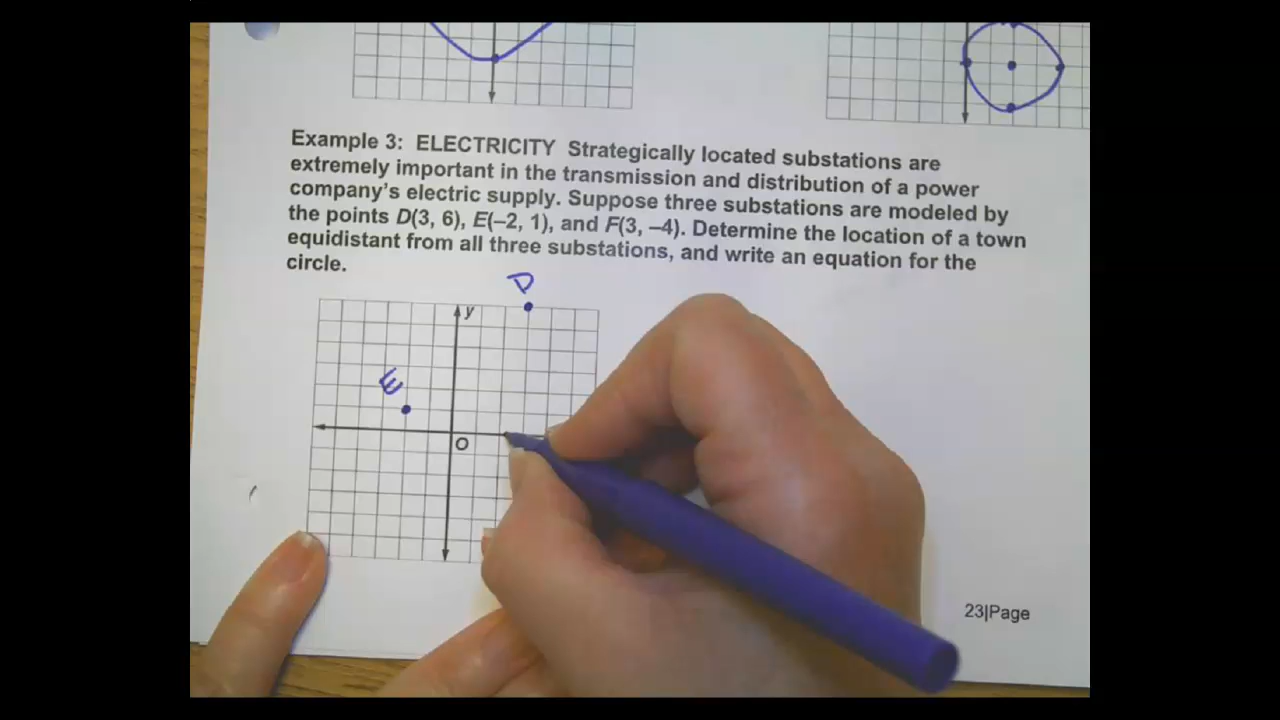 Example 3: ELECTRICITY Strategically located substations are
extremely important in the transmission and distribution of a power
company's electric supply. Suppose three substations are modeled by
the points D(3, 6), E(–2, 1), and F(3, –4). Determine the location of a town
equidistant from all three substations, and write an equation for the
circle.
D
y
E
O
23|Page